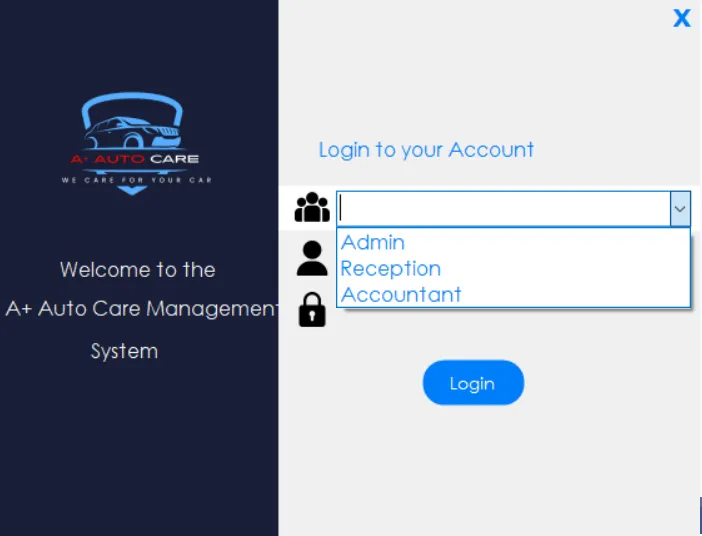 X
A+ AUTO CARE
WE CARE FOR YOUR CAR
Welcome to the
A+ Auto Care Management
System
Login to your Account
Admin
Reception
Accountant
Login